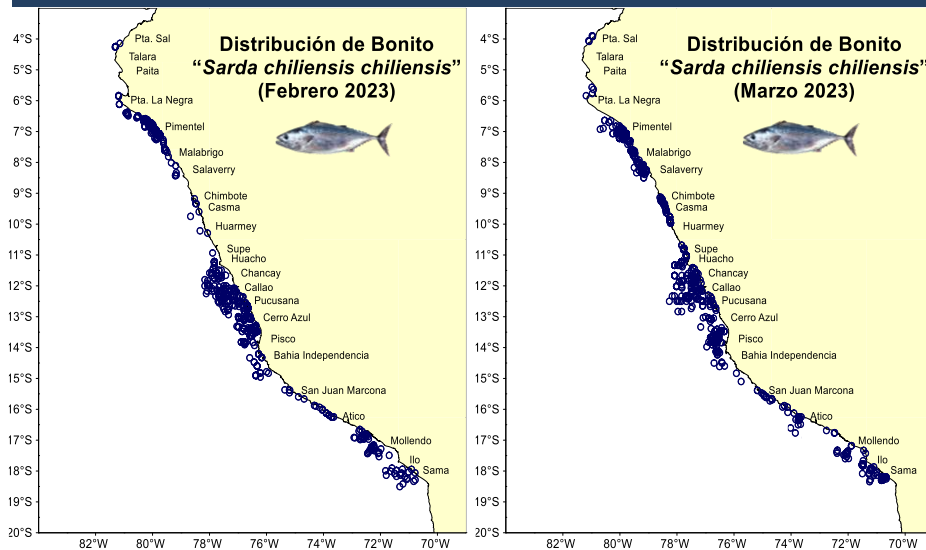 Distribución de Bonito
“Sarda chiliensis chiliensis”
(Febrero 2023)
4°S
5°S
6°S
7°S
8°S
9°S
10°S
11°S
12°S
13°S
14°S
15°S
16°S
17°S
18°S
19°S
20°S
Pta. Sal
Talara
Paita
Pta. La Negra
Pimentel
Malabrigo
Salaverry
Chimbote
Casma
Huarmey
Supe
Huacho
Chancay
Callao
Pucusana
Cerro Azul
Pisco
Bahia Independencia
San Juan Marcona
Atico
Mollendo
Ilo
Sama
82°W 80°W 78°W 76°W 74°W 72°W 70°W
Distribución de Bonito
“Sarda chiliensis chiliensis”
(Marzo 2023)
4°S
5°S
6°S
7°S
8°S
9°S
10°S
11°S
12°S
13°S
14°S
15°S
16°S
17°S
18°S
19°S
20°S
Pta. Sal
Talara
Paita
Pta. La Negra
Pimentel
Malabrigo
Salaverry
Chimbote
Casma
Huarmey
Supe
Huacho
Chancay
Callao
Pucusana
Cerro Azul
Pisco
Bahia Independencia
San Juan Marcona
Atico
Mollendo
Ilo
Sama
82°W 80°W 78°W 76°W 74°W 72°W 70°W